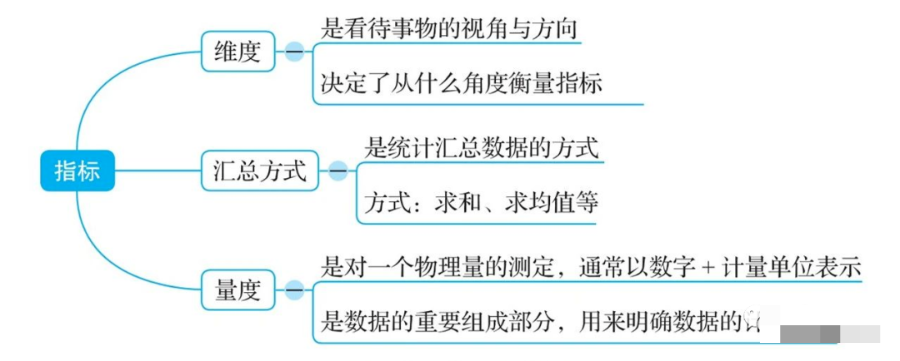 维度
是看待事物的视角与方向
决定了从什么角度衡量指标
指标
汇总方式
是统计汇总数据的方式
方式：求和、求均值等
量度
是对一个物理量的测定，通常以数字+计量单位表示
是数据的重要组成部分，用来明确数据的